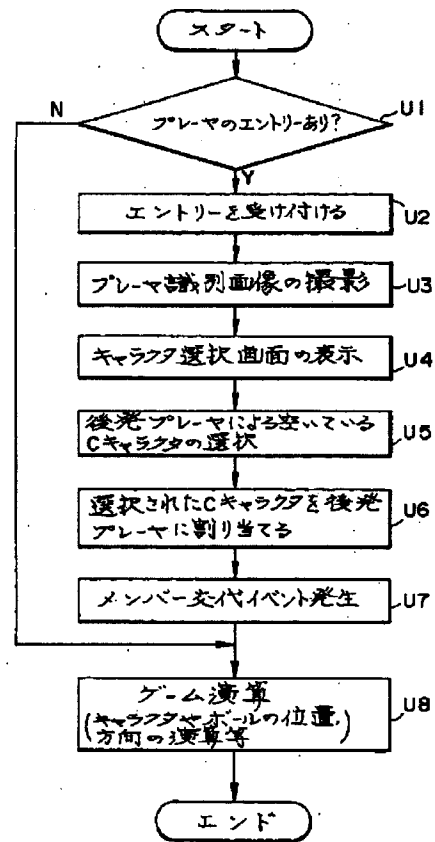 スタート
N
プレーヤのエントリーあり?
U1
Y
エントリーを受け付ける
U2
プレーヤ識別画像の撮影
U3
キャラクタ選択画面の表示
U4
後発プレーヤによる空いている
Cキャラクタの選択
U5
選択されたCキャラクタを後発
プレーヤに割り当てる
U6
メンバー交代イベント発生
U7
ゲーム演算
(キャラクタやボールの位置、
方向の演算等)
U8
エンド